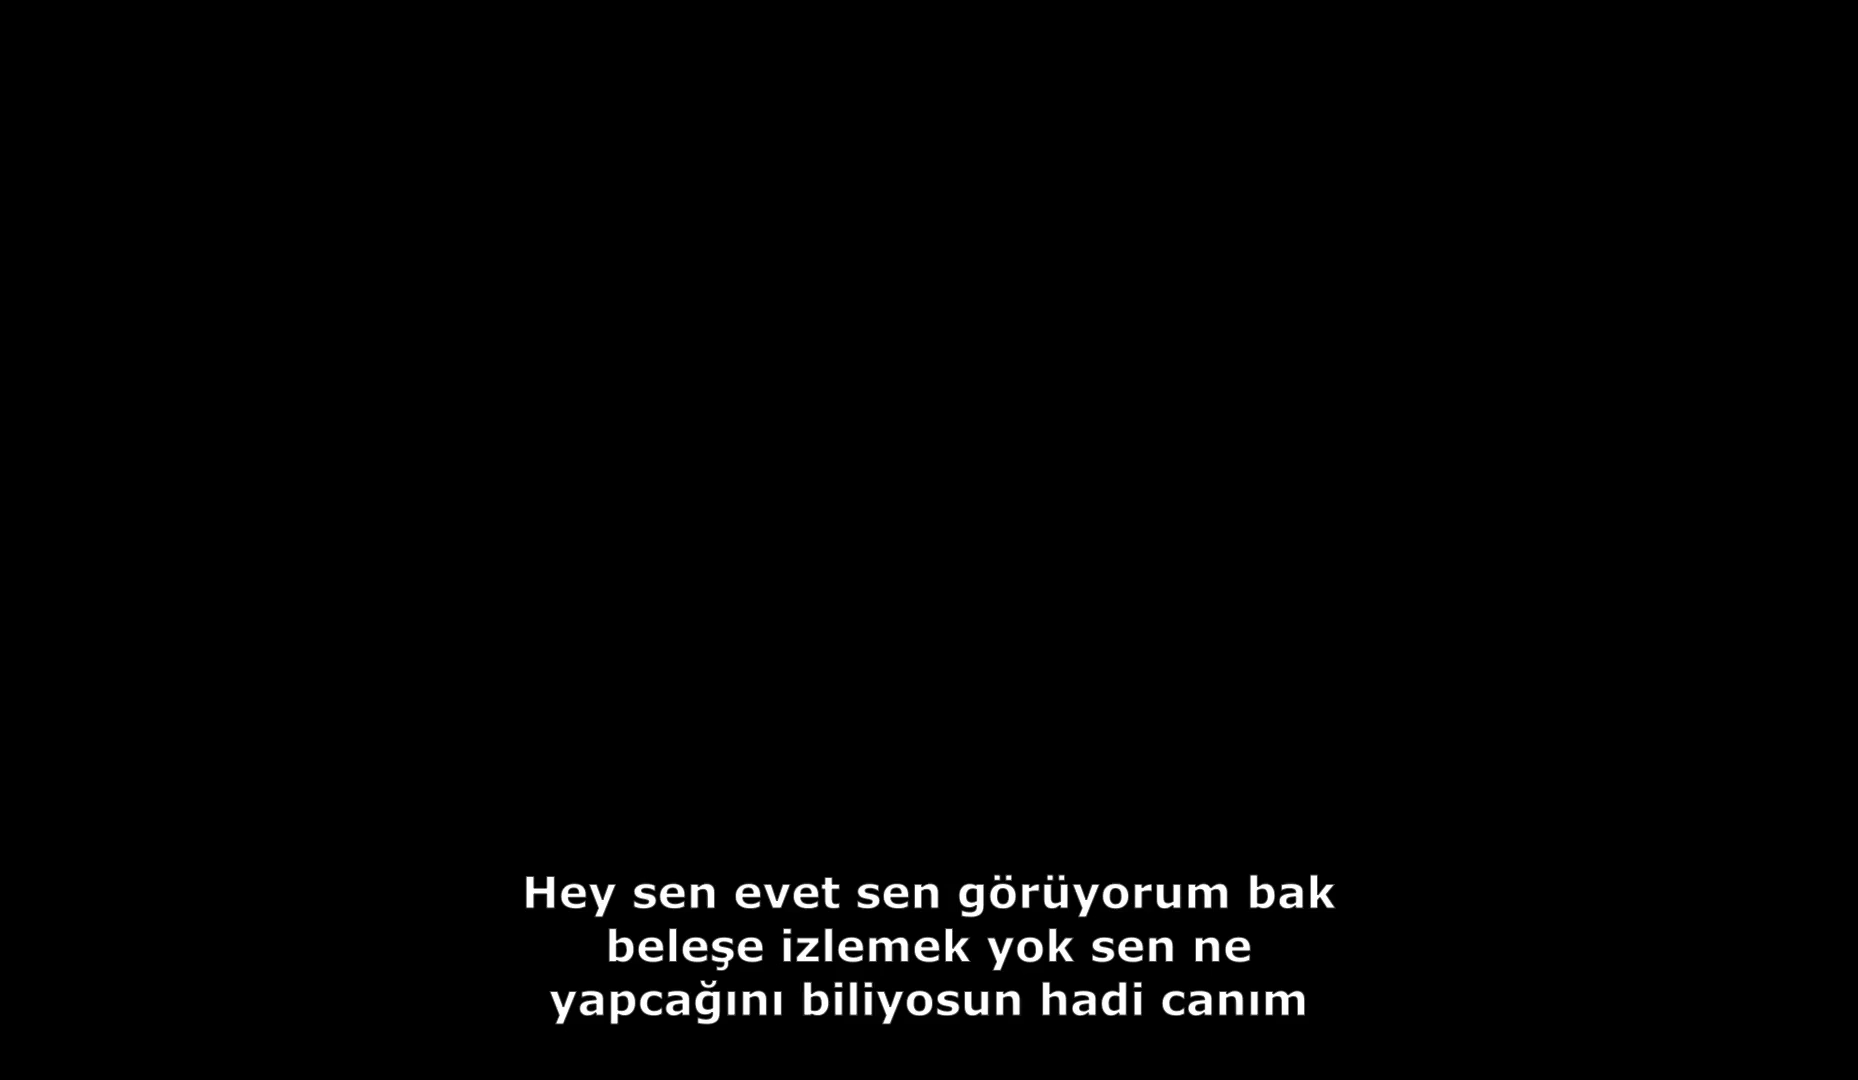 Hey sen evet sen görüyorum bak
beleşe izlemek yok sen ne
yapcağını biliyosun hadi canım